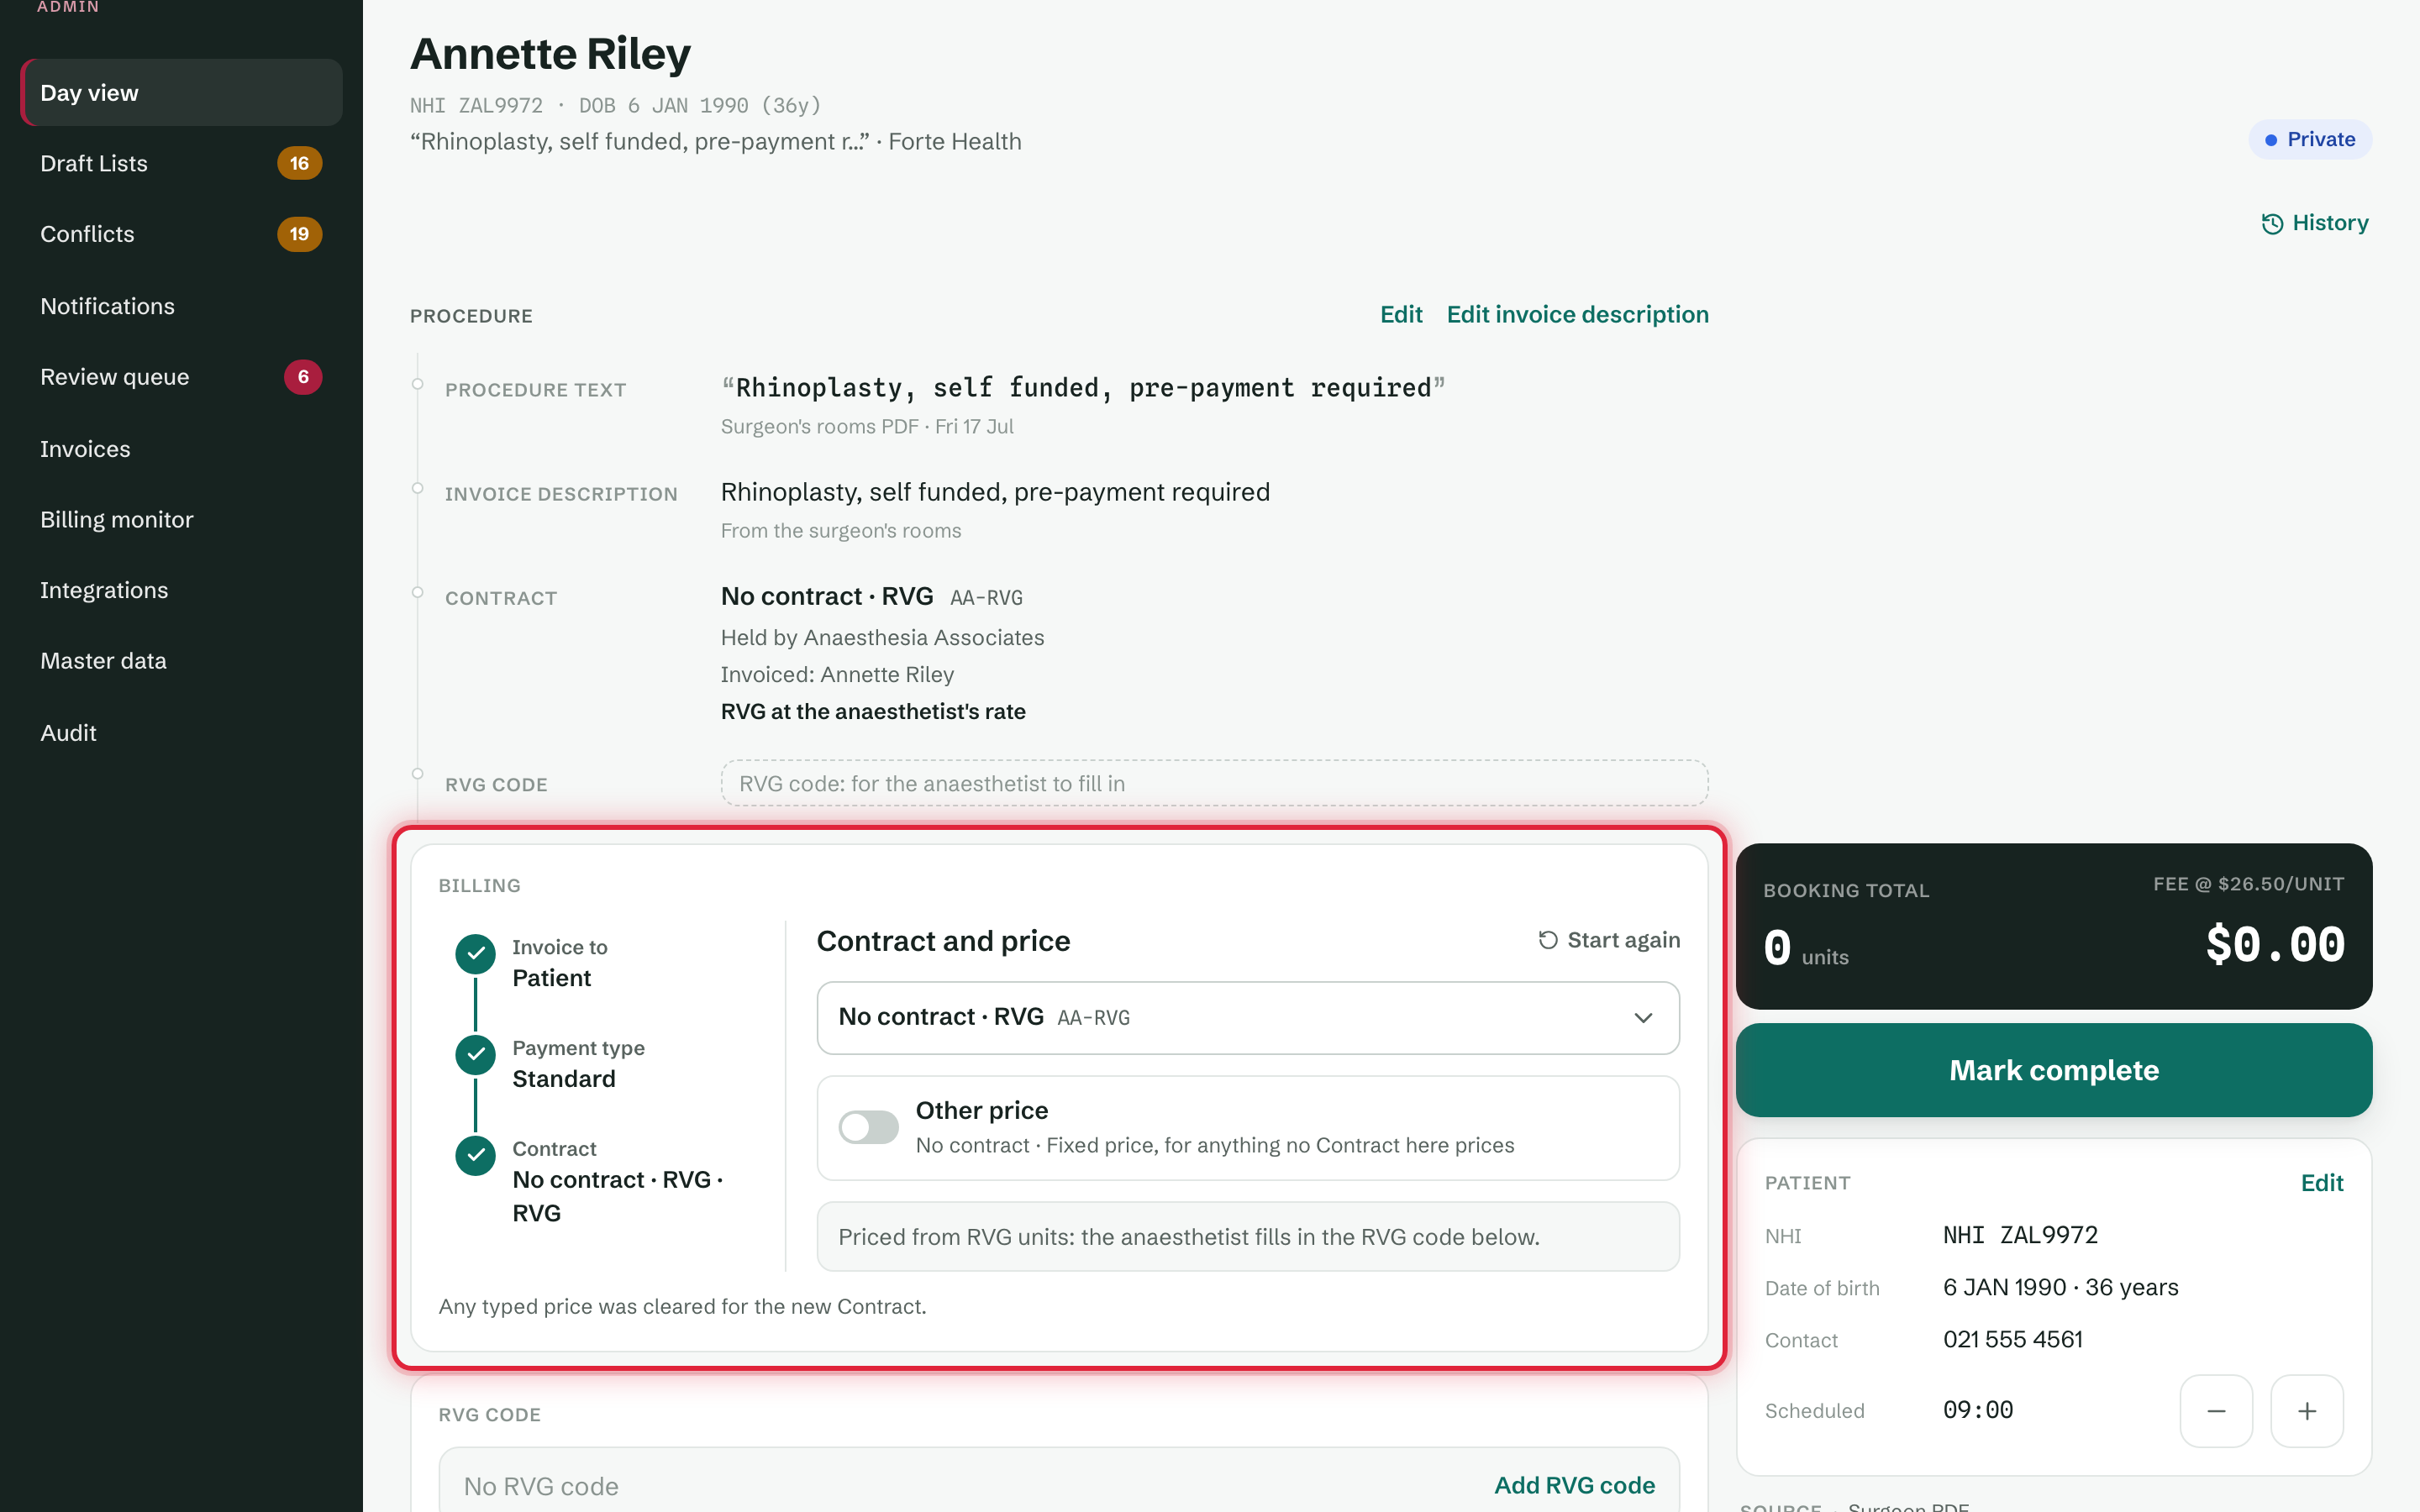 ADMIN
Day view
Draft Lists 16
Conflicts 19
Notifications
Review queue 6
Invoices
Billing monitor
Integrations
Master data
Audit
Annette Riley
NHI ZAL9972 · DOB 6 JAN 1990 (36y)
“Rhinoplasty, self funded, pre-payment r…” · Forte Health
Private
History
PROCEDURE
Edit Edit invoice description
PROCEDURE TEXT
“Rhinoplasty, self funded, pre-payment required”
Surgeon's rooms PDF · Fri 17 Jul
INVOICE DESCRIPTION
Rhinoplasty, self funded, pre-payment required
From the surgeon's rooms
CONTRACT
No contract · RVG AA-RVG
Held by Anaesthesia Associates
Invoiced: Annette Riley
RVG at the anaesthetist's rate
RVG CODE
RVG code: for the anaesthetist to fill in
BILLING
Invoice to
Patient
Payment type
Standard
Contract
No contract · RVG ·
RVG
Contract and price
Start again
No contract · RVG AA-RVG
Other price
No contract · Fixed price, for anything no Contract here prices
Priced from RVG units: the anaesthetist fills in the RVG code below.
Any typed price was cleared for the new Contract.
RVG CODE
No RVG code
Add RVG code
BOOKING TOTAL
FEE @ $26.50/UNIT
0 units
$0.00
Mark complete
PATIENT
Edit
NHI NHI ZAL9972
Date of birth 6 JAN 1990 · 36 years
Contact 021 555 4561
Scheduled 09:00
SOURCE · Surgeon PDF